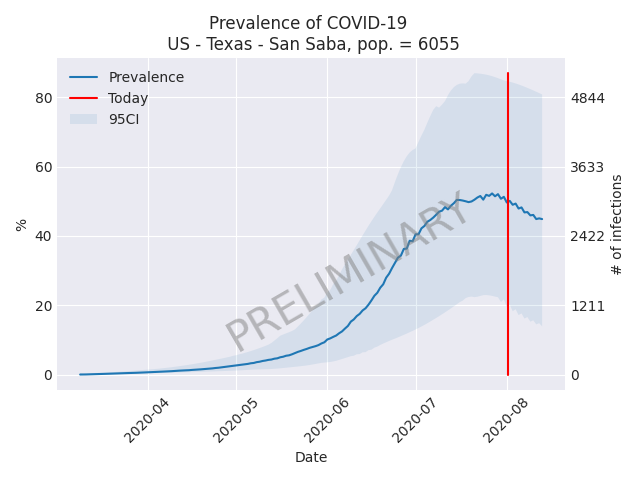 Prevalence of COVID-19
US - Texas - San Saba, pop. = 6055
Prevalence
Today
95CI
PRELIMINARY
%
80
60
40
20
0
4844
3633
2422
1211
0
# of infections
2020-04
2020-05
2020-06
2020-07
2020-08
Date